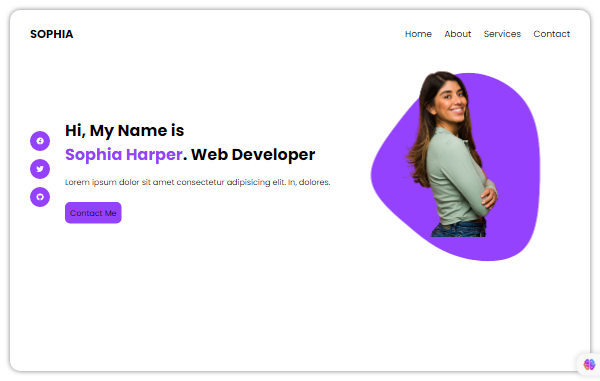 SOPHIA
Home About Services Contact
Hi, My Name is
Sophia Harper. Web Developer
Lorem ipsum dolor sit amet consectetur adipisicing elit. In, dolores.
Contact Me